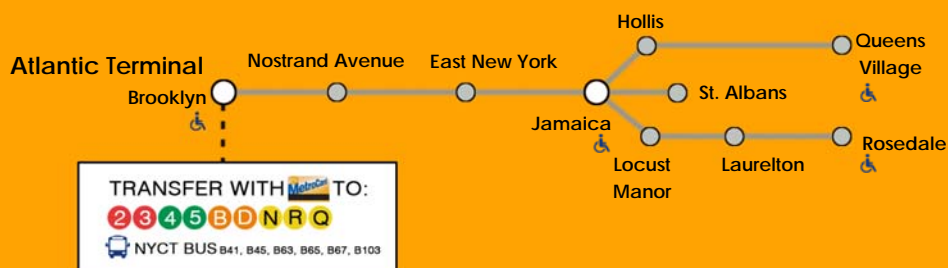 Hollis
Queens
Village
Atlantic Terminal
Brooklyn
Nostrand Avenue
East New York
Jamaica
St. Albans
Locust
Manor
Laurelton
Rosedale
TRANSFER WITH MetroCard TO:
2 3 4 5 B D N R Q
NYCT BUS B41, B45, B63, B65, B67, B103